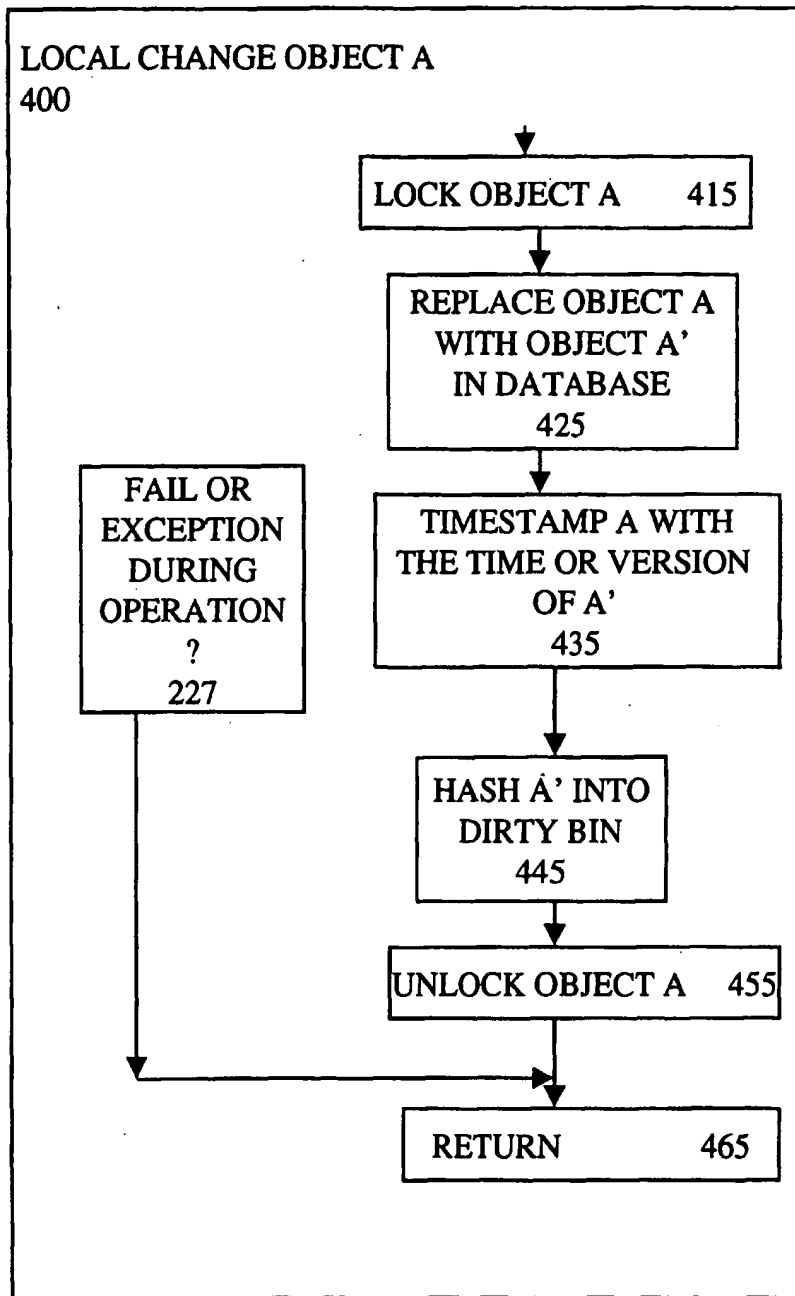 LOCAL CHANGE OBJECT A
400
LOCK OBJECT A 415
REPLACE OBJECT A
WITH OBJECT A'
IN DATABASE
425
FAIL OR
EXCEPTION
DURING
OPERATION
?
227
TIMESTAMP A WITH
THE TIME OR VERSION
OF A'
435
HASH A' INTO
DIRTY BIN
445
UNLOCK OBJECT A 455
RETURN 465